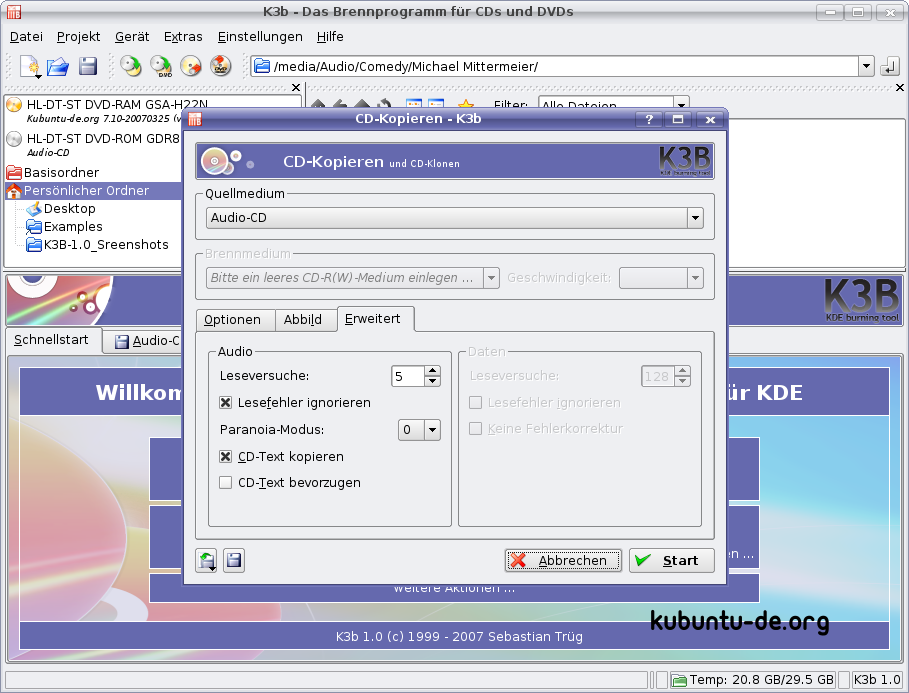 K3b - Das Brennprogramm für CDs und DVDs
Datei Projekt Gerät Extras Einstellungen Hilfe
DVD DVD /media/Audio/Comedy/Michael Mittermeier/
HL-DT-ST DVD-RAM GSA-H22N
Kubuntu-de.org 7.10-20070325 (v
HL-DT-ST DVD-ROM GDR8
Audio-CD
Basisordner
Persönlicher Ordner
Desktop
Examples
K3B-1.0_Sreenshots
Filter: Alle Dateien
CD-Kopieren - K3b
CD-Kopieren und CD-Klonen
K3B
KDE burning tool
Quellmedium
Audio-CD
Brennmedium
Bitte ein leeres CD-R(W)-Medium einlegen ... Geschwindigkeit:
Optionen Abbild Erweitert
Audio
Leseversuche: 5
Lesefehler ignorieren
Paranoia-Modus: 0
CD-Text kopieren
CD-Text bevorzugen
Daten
Leseversuche: 128
Lesefehler ignorieren
Keine Fehlerkorrektur
Abbrechen Start
K3B
KDE burning tool
Schnellstart Audio-C
Willkom
ür KDE
en ...
Weitere Aktionen ...
kubuntu-de.org
K3b 1.0 (c) 1999 - 2007 Sebastian Trüg
Temp: 20.8 GB/29.5 GB K3b 1.0